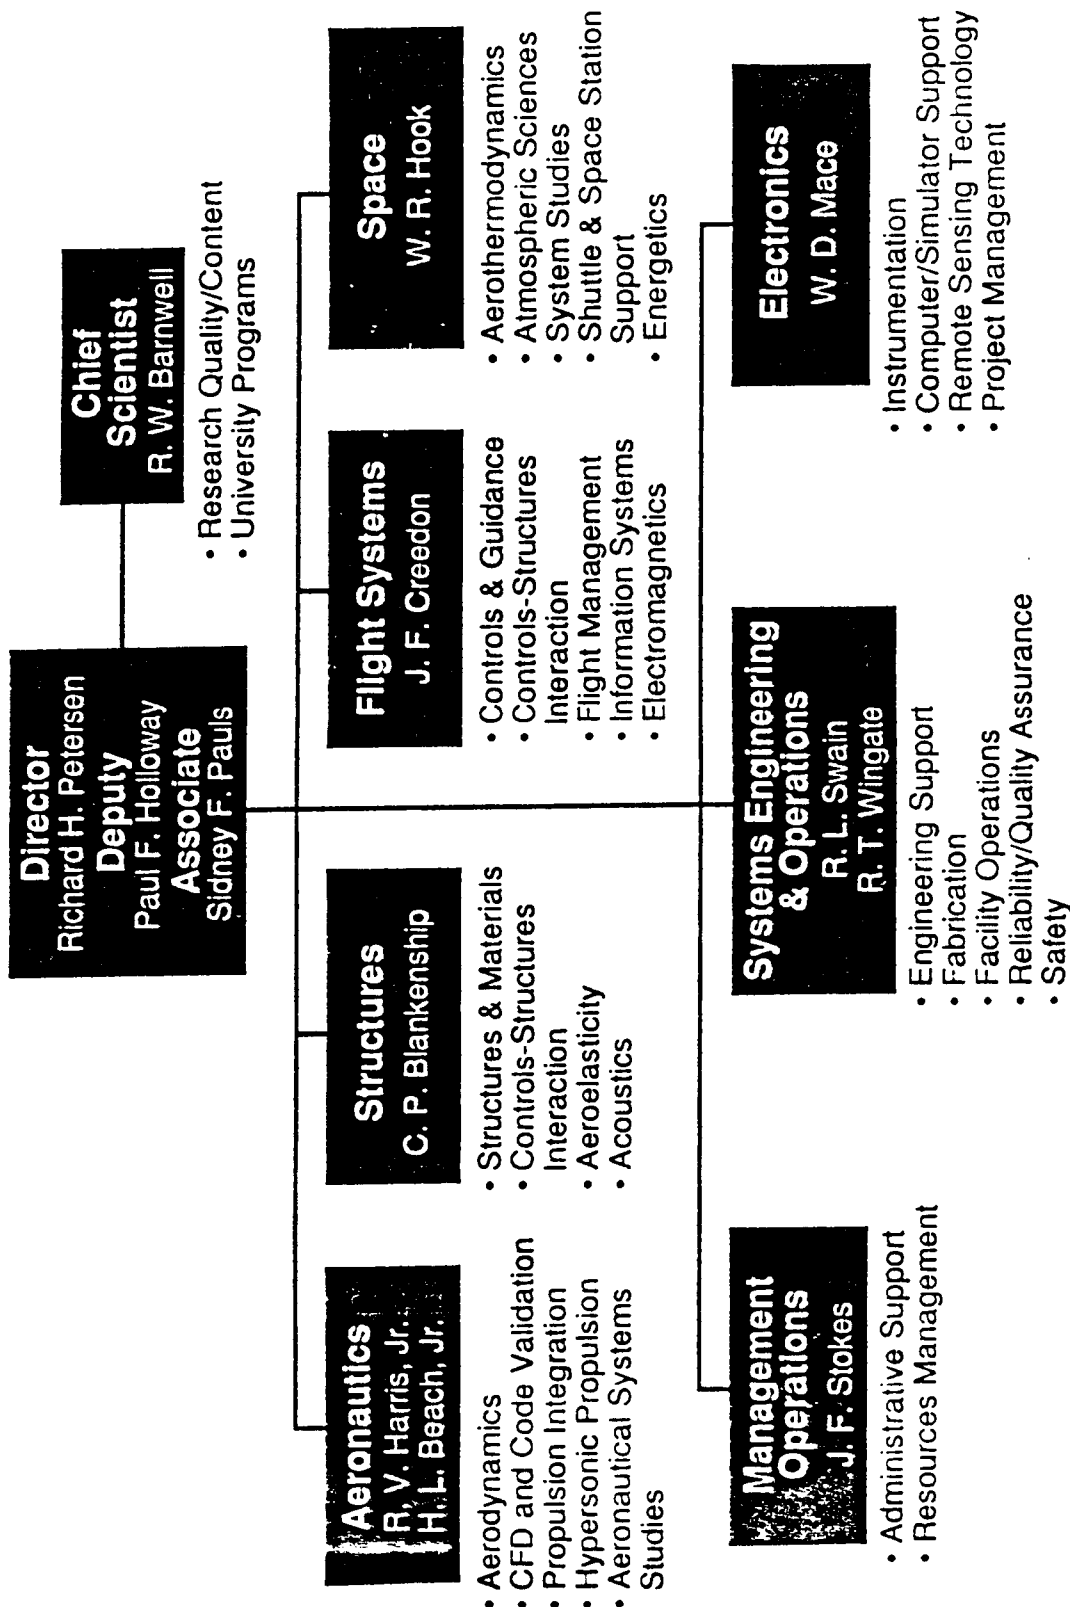 Director
Richard H. Petersen
Deputy
Paul F. Holloway
Associate
Sidney F. Pauls
Chief
Scientist
R. W. Barnwell
• Research Quality/Content
• University Programs
Aeronautics
R. V. Harris, Jr.
H. L. Beach, Jr.
• Aerodynamics
• CFD and Code Validation
• Propulsion Integration
• Hypersonic Propulsion
• Aeronautical Systems
Studies
Structures
C. P. Blankenship
• Structures & Materials
• Controls-Structures
Interaction
• Aeroelasticity
• Acoustics
Flight Systems
J. F. Creedon
• Controls & Guidance
• Controls-Structures
Interaction
• Flight Management
• Information Systems
• Electromagnetics
Space
W. R. Hook
• Aerothermodynamics
• Atmospheric Sciences
• System Studies
• Shuttle & Space Station
Support
• Energetics
Management
Operations
J. F. Stokes
• Administrative Support
• Resources Management
Systems Engineering
& Operations
R. L. Swain
R. T. Wingate
• Engineering Support
• Fabrication
• Facility Operations
• Reliability/Quality Assurance
• Safety
Electronics
W. D. Mace
• Instrumentation
• Computer/Simulator Support
• Remote Sensing Technology
• Project Management